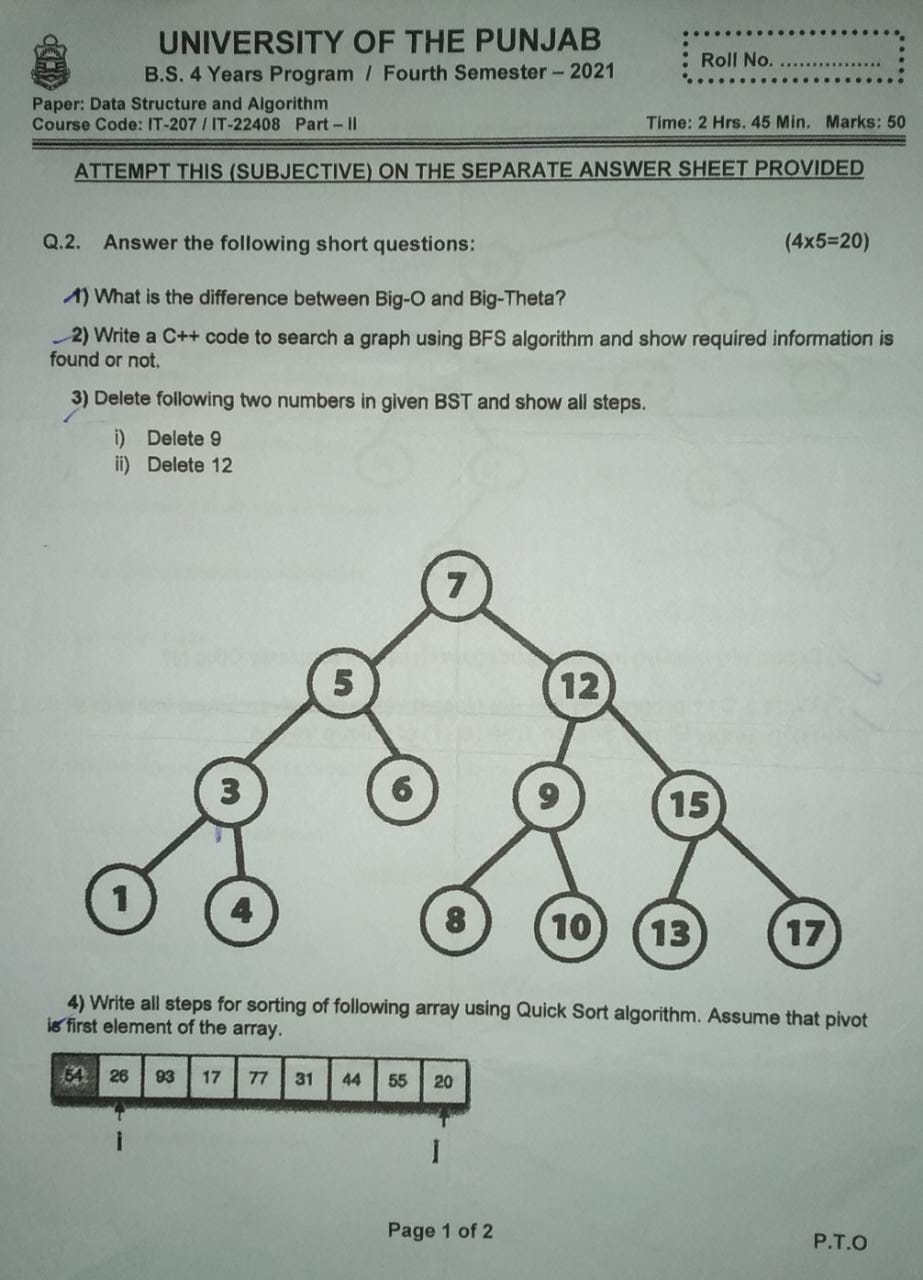 UNIVERSITY OF THE PUNJAB
B.S. 4 Years Program / Fourth Semester – 2021
Roll No. ................
Paper: Data Structure and Algorithm
Course Code: IT-207 / IT-22408 Part – II
Time: 2 Hrs. 45 Min. Marks: 50
ATTEMPT THIS (SUBJECTIVE) ON THE SEPARATE ANSWER SHEET PROVIDED
Q.2. Answer the following short questions: (4x5=20)
1) What is the difference between Big-O and Big-Theta?
2) Write a C++ code to search a graph using BFS algorithm and show required information is
found or not.
3) Delete following two numbers in given BST and show all steps.
i) Delete 9
ii) Delete 12
7
5 12
3 6 9 15
1 4 8 10 13 17
4) Write all steps for sorting of following array using Quick Sort algorithm. Assume that pivot
is first element of the array.
54 26 93 17 77 31 44 55 20
i j
Page 1 of 2
P.T.O